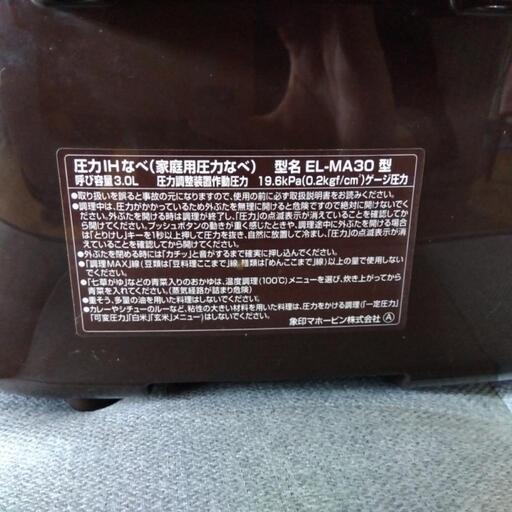 圧力IHなべ(家庭用圧力なべ) 型名 EL-MA30 型
呼び容量3.0L 圧力調整装置作動圧力 19.6kPa(0.2kgf/cm²)ゲージ圧力
●取り扱いを誤ると事故の元になりますので、使用の前に必ず取扱説明書をお読みください。
●調理中は、圧力がかかっているため外ぶたを無理に開けると危険ですので絶対に開けないでください。
外ぶたを開ける時は調理が終了し、「圧力」の点滅表示が消えていることを確認してから開けてください。プッシュボタンの動きが重く感じたときや、調理途中に外ぶたを開ける場合は「とりけし」キーを1秒以上押して圧力を抜き、自然に放置して冷まし、「圧力」の点滅表示が消えていることを確認してから開けてください。
●外ぶたを閉める時には「カチッ」と音がするまで確実に押し込んでください。
●「調理MAX」線(豆類は「豆料理ここまで」線、麺類は「めんここまで」線)以上の量で使用しないでください。
●「七草がゆ」などの青菜入りのおかゆは、温度調理(100℃)メニューを選び、炊き上がってから青菜を入れてください。(蒸気経路が詰まり危険)
●重そう、多量の油を用いた料理はしないでください。
●カレーやシチューのルーなど、粘性の大きい材料を用いた料理は、圧力をかける調理(「一定圧力」「可変圧力」「白米」「玄米」メニュー)はしないでください。
象印マホービン株式会社 Ⓐ